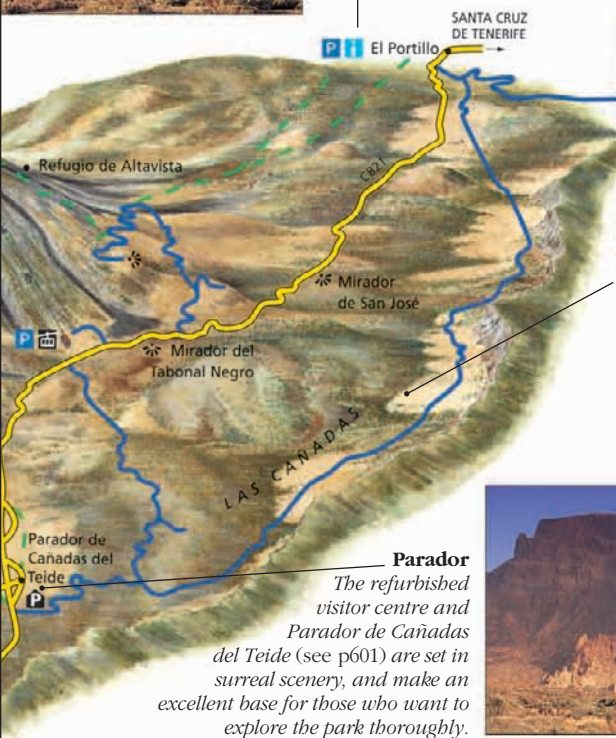 SANTA CRUZ
DE TENERIFE
P i El Portillo
Refugio de Altavista
C821
Mirador
de San José
P
Mirador del
Tabonal Negro
LAS CAÑADAS
Parador de
Cañadas del
Teide
P
Parador
The refurbished
visitor centre and
Parador de Cañadas
del Teide (see p601) are set in
surreal scenery, and make an
excellent base for those who want to
explore the park thoroughly.